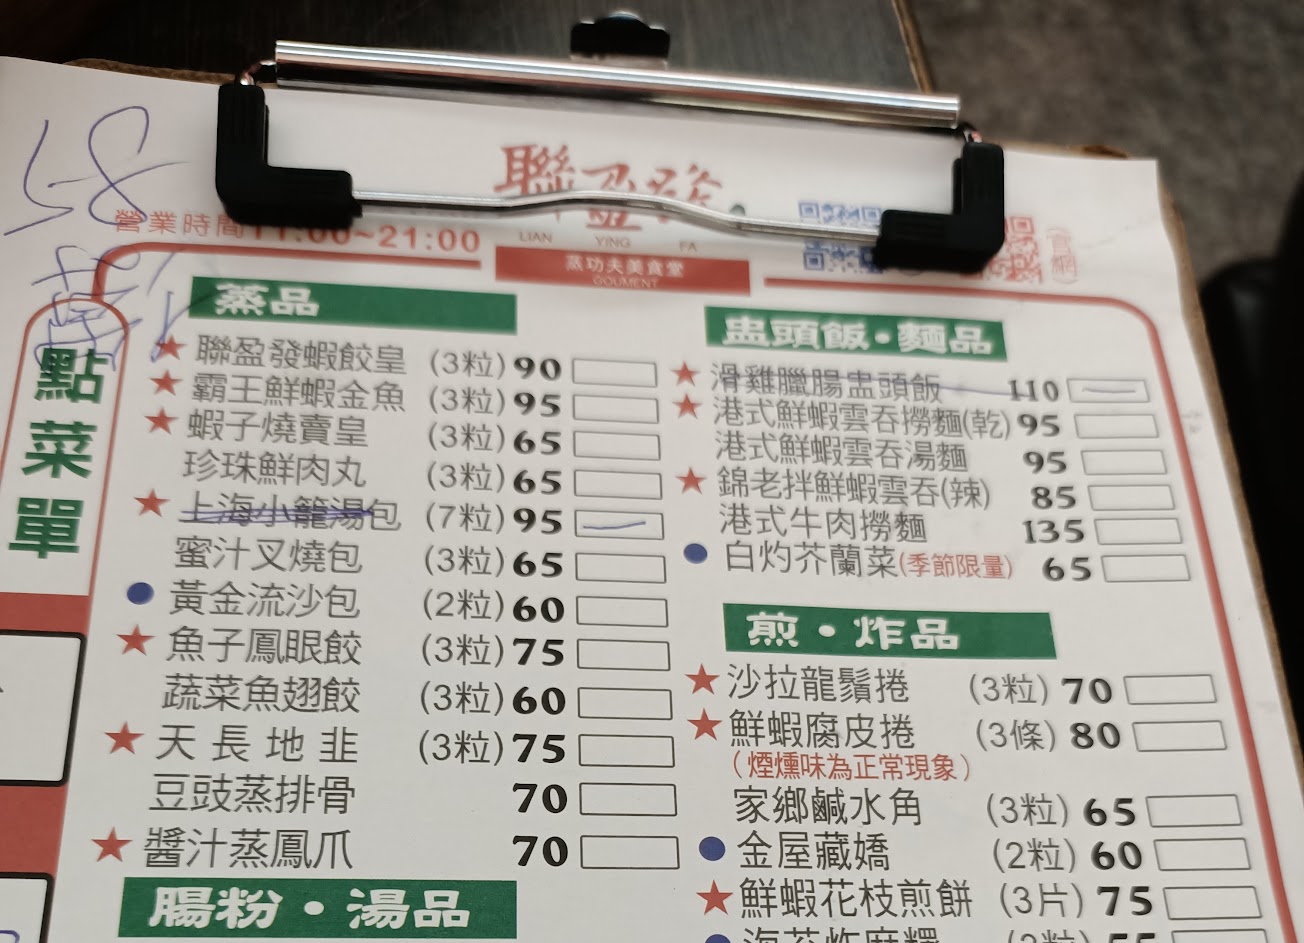 85
聯盈發
營業時間11:00~21:00
LIAN YING FA
蒸功夫美食堂
GOUMENT
(官網)
點菜單
蒸品
★ 聯盈發蝦餃皇 (3粒) 90
★ 霸王鮮蝦金魚 (3粒) 95
★ 蝦子燒賣皇 (3粒) 65
珍珠鮮肉丸 (3粒) 65
★ 上海小籠湯包 (7粒) 95
蜜汁叉燒包 (3粒) 65
● 黃金流沙包 (2粒) 60
★ 魚子鳳眼餃 (3粒) 75
蔬菜魚翅餃 (3粒) 60
★ 天長地韭 (3粒) 75
豆豉蒸排骨 70
★ 醬汁蒸鳳爪 70
腸粉・湯品
盅頭飯・麵品
★ 滑雞臘腸盅頭飯 110
★ 港式鮮蝦雲吞撈麵(乾) 95
港式鮮蝦雲吞湯麵 95
★ 錦老拌鮮蝦雲吞(辣) 85
港式牛肉撈麵 135
● 白灼芥蘭菜(季節限量) 65
煎・炸品
★ 沙拉龍鬚捲 (3粒) 70
★ 鮮蝦腐皮捲 (3條) 80
(煙燻味為正常現象)
家鄉鹹水角 (3粒) 65
● 金屋藏嬌 (2粒) 60
★ 鮮蝦花枝煎餅 (3片) 75